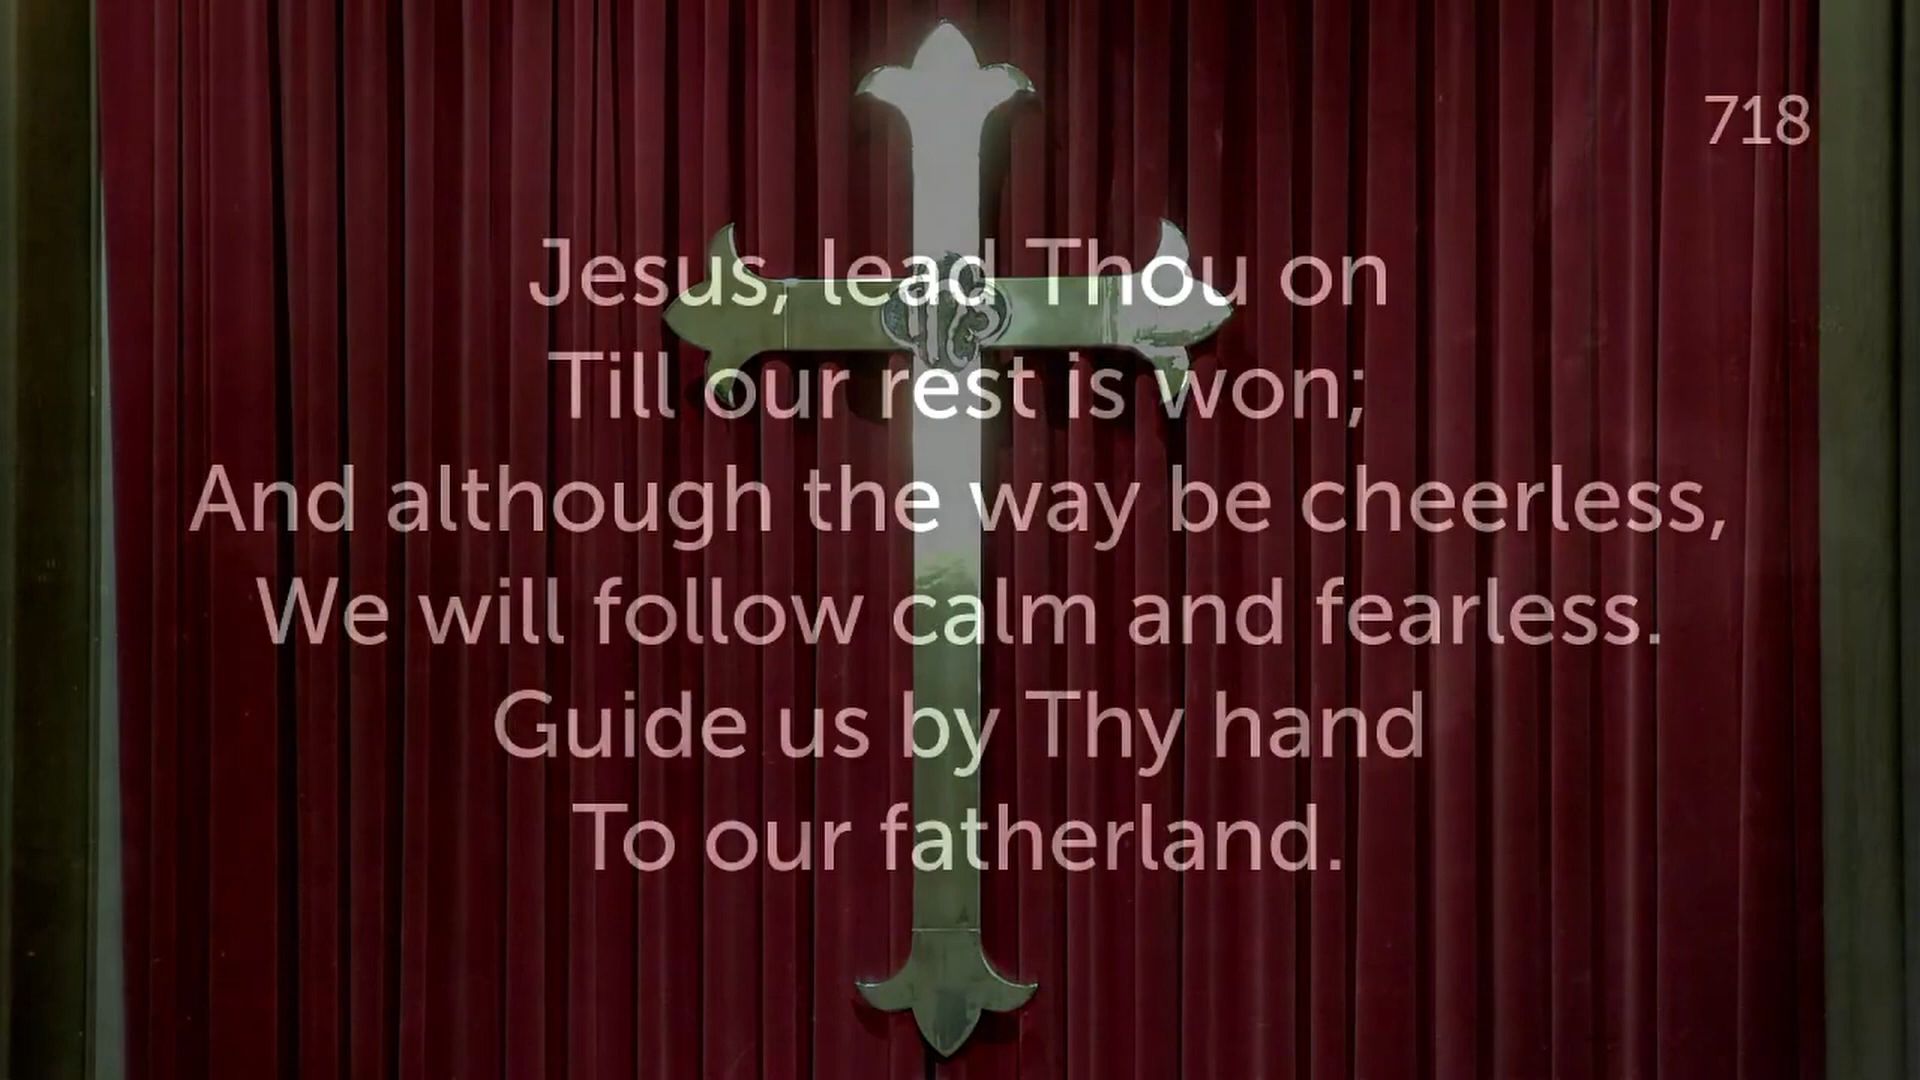 718
Jesus, lead Thou on
Till our rest is won;
And although the way be cheerless,
We will follow calm and fearless.
Guide us by Thy hand
To our fatherland.